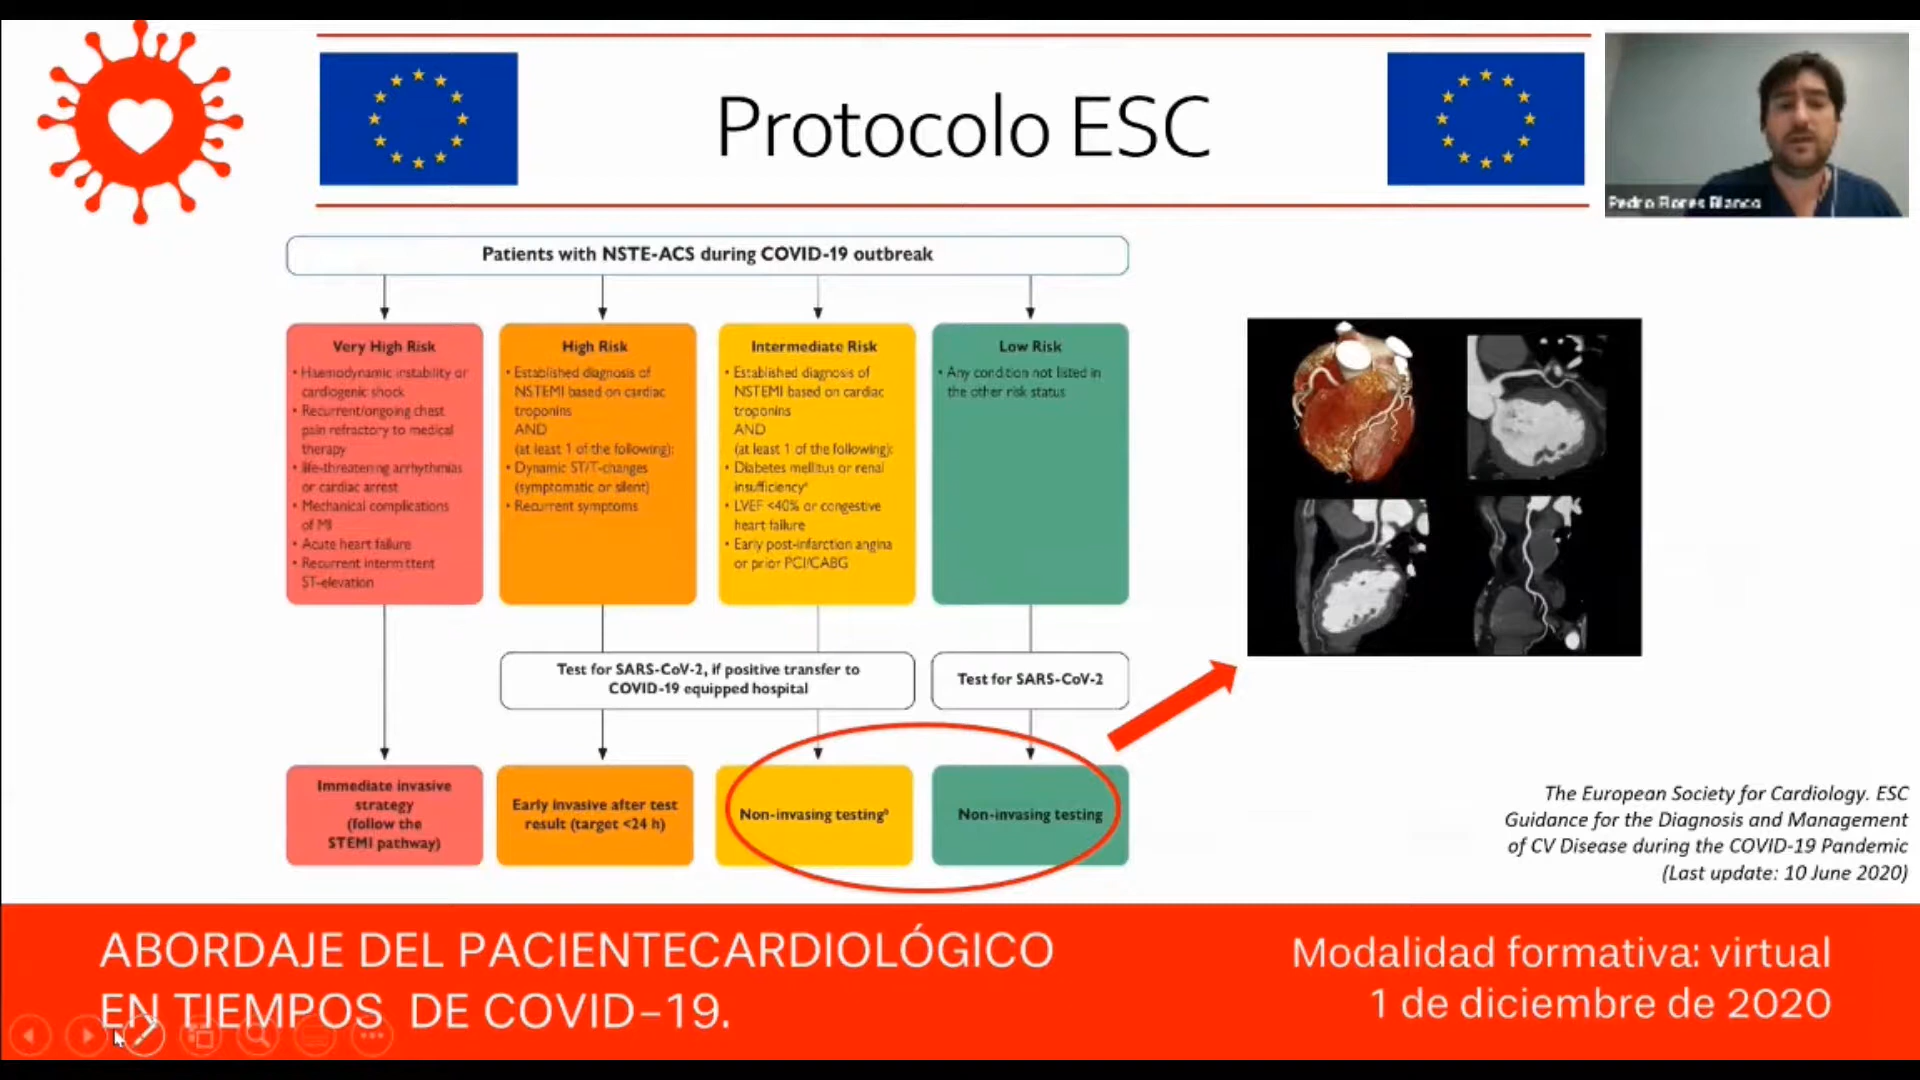 Protocolo ESC
Pedro Flores Blanco
Patients with NSTE-ACS during COVID-19 outbreak
Very High Risk
• Haemodynamic instability or
cardiogenic shock
• Recurrent/ongoing chest
pain refractory to medical
therapy
• life-threatening arrhythmias
or cardiac arrest
• Mechanical complications
of MI
• Acute heart failure
• Recurrent intermittent
ST-elevation
High Risk
• Established diagnosis of
NSTEMI based on cardiac
troponins
AND
(at least 1 of the following):
• Dynamic ST/T-changes
(symptomatic or silent)
• Recurrent symptoms
Intermediate Risk
• Established diagnosis of
NSTEMI based on cardiac
troponins
AND
(at least 1 of the following):
• Diabetes mellitus or renal
insufficiencyᵃ
• LVEF <40% or congestive
heart failure
• Early post-infarction angina
or prior PCI/CABG
Low Risk
• Any condition not listed in
the other risk status
Test for SARS-CoV-2, if positive transfer to
COVID-19 equipped hospital
Test for SARS-CoV-2
Immediate invasive
strategy
(follow the
STEMI pathway)
Early invasive after test
result (target <24 h)
Non-invasing testingᵇ
Non-invasing testing
The European Society for Cardiology. ESC
Guidance for the Diagnosis and Management
of CV Disease during the COVID-19 Pandemic
(Last update: 10 June 2020)
ABORDAJE DEL PACIENTECARDIOLÓGICO
EN TIEMPOS DE COVID-19.
Modalidad formativa: virtual
1 de diciembre de 2020